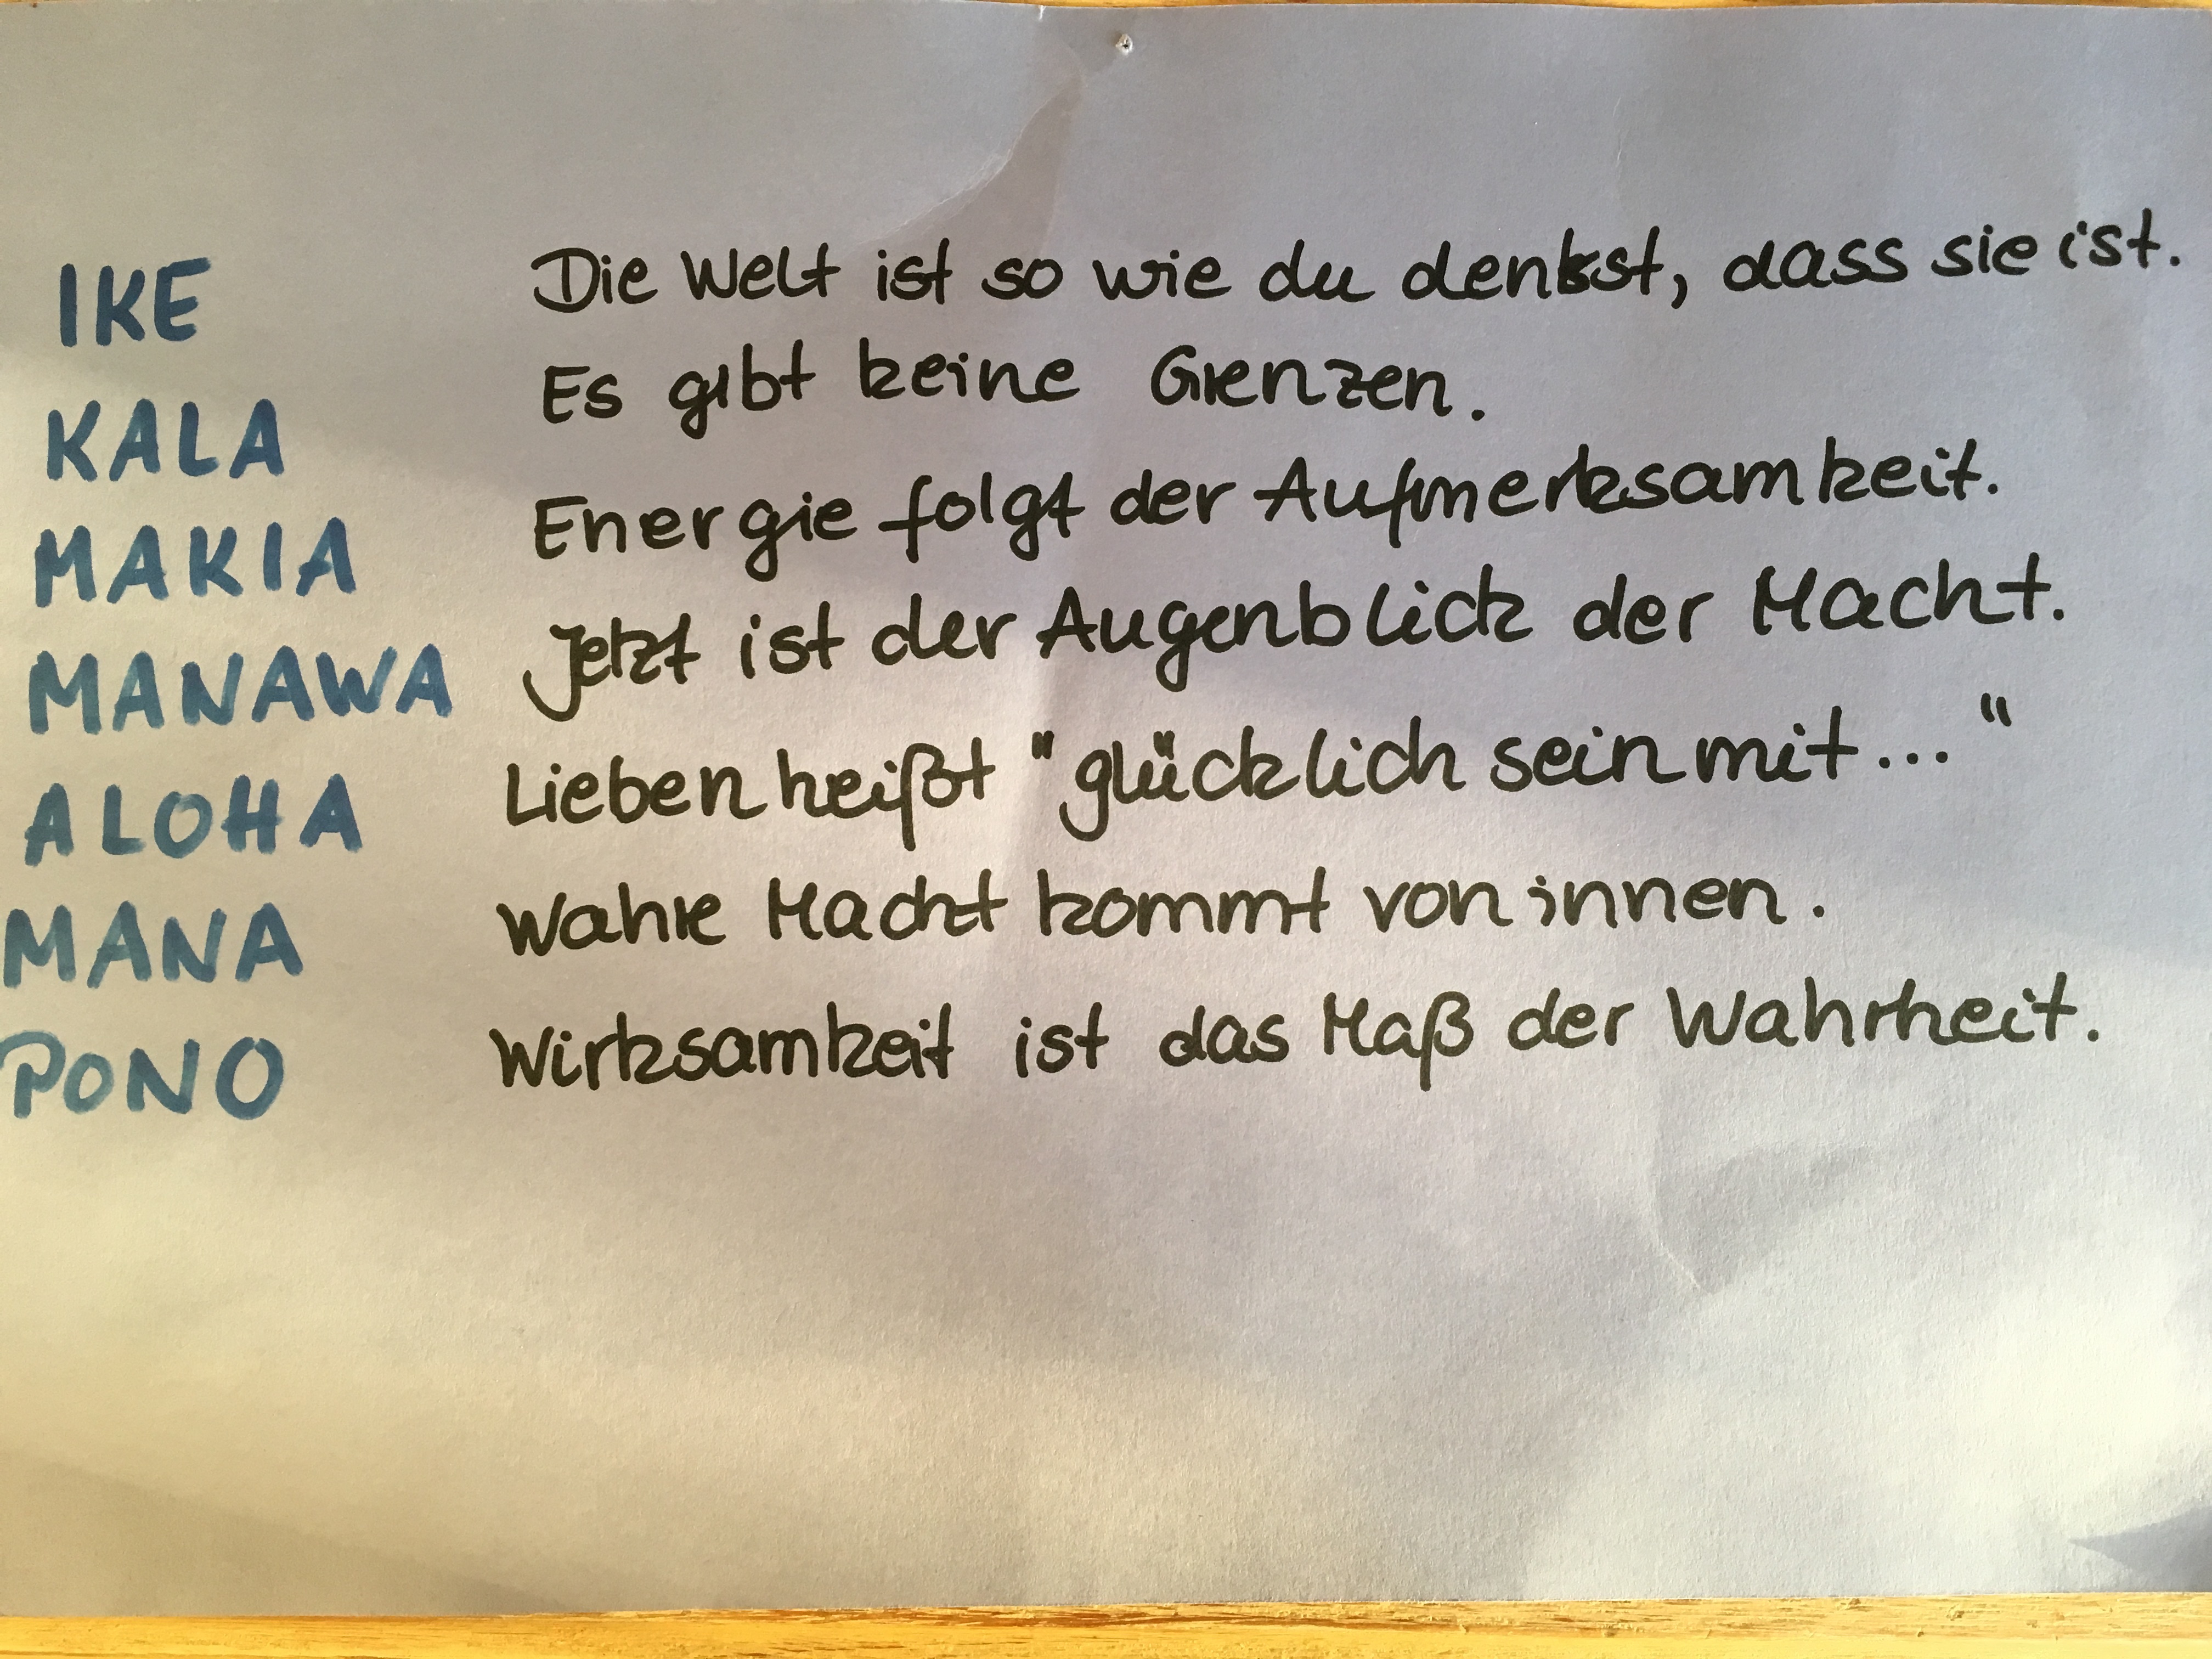 IKE Die Welt ist so wie du denkst, dass sie ist.
KALA Es gibt keine Grenzen.
MAKIA Energie folgt der Aufmerksamkeit.
MANAWA Jetzt ist der Augenblick der Macht.
ALOHA Lieben heißt "glücklich sein mit..."
MANA Wahre Macht kommt von innen.
PONO Wirksamkeit ist das Maß der Wahrheit.